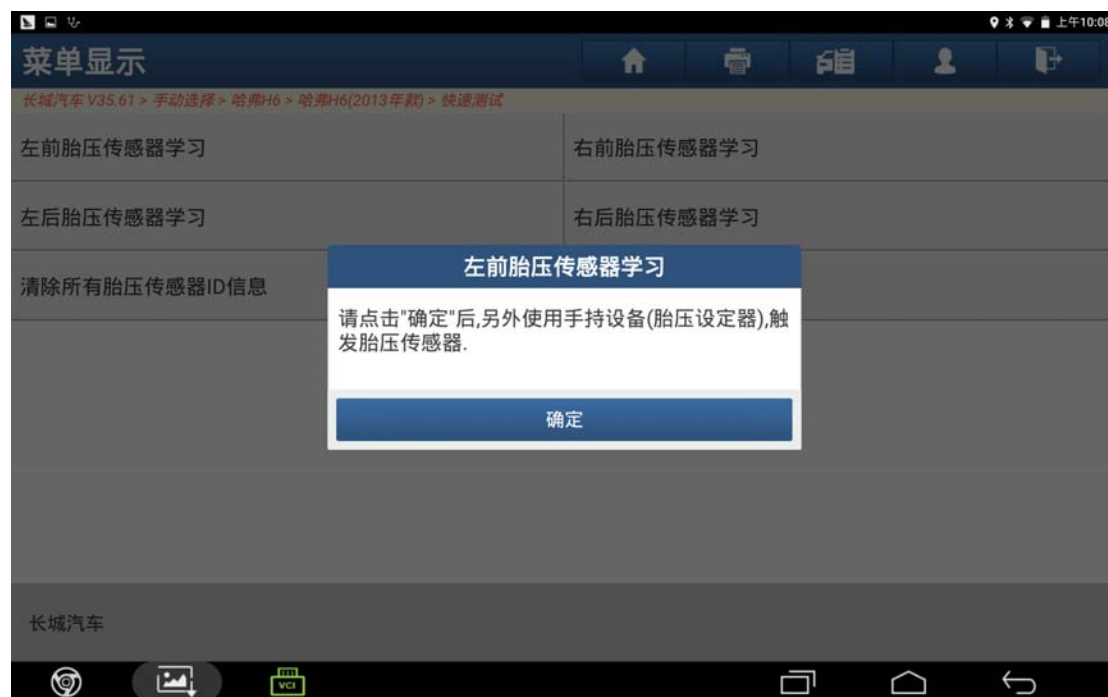 上午10:08
菜单显示
长城汽车 V35.61 > 手动选择 > 哈弗H6 > 哈弗H6(2013年款) > 快速测试
左前胎压传感器学习
右前胎压传感器学习
左后胎压传感器学习
右后胎压传感器学习
清除所有胎压传感器ID信息
左前胎压传感器学习
请点击"确定"后,另外使用手持设备(胎压设定器),触
发胎压传感器.
确定
长城汽车
VCI